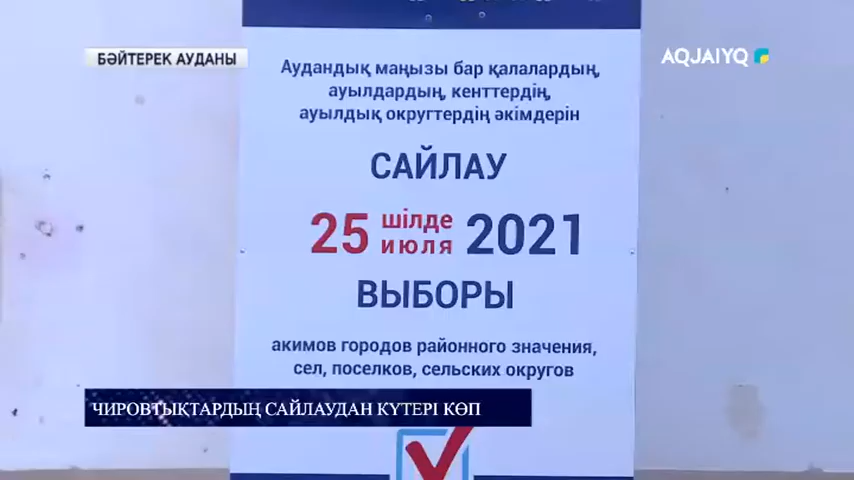 БӘЙТЕРЕК АУДАНЫ
AQJAIYQ
Аудандық маңызы бар қалалардың,
ауылдардың, кенттердің,
ауылдық округтердің әкімдерін
САЙЛАУ
25 шілде июля 2021
ВЫБОРЫ
акимов городов районного значения,
сел, поселков, сельских округов
ЧИРОВТЫҚТАРДЫҢ САЙЛАУДАН КҮТЕРІ КӨП